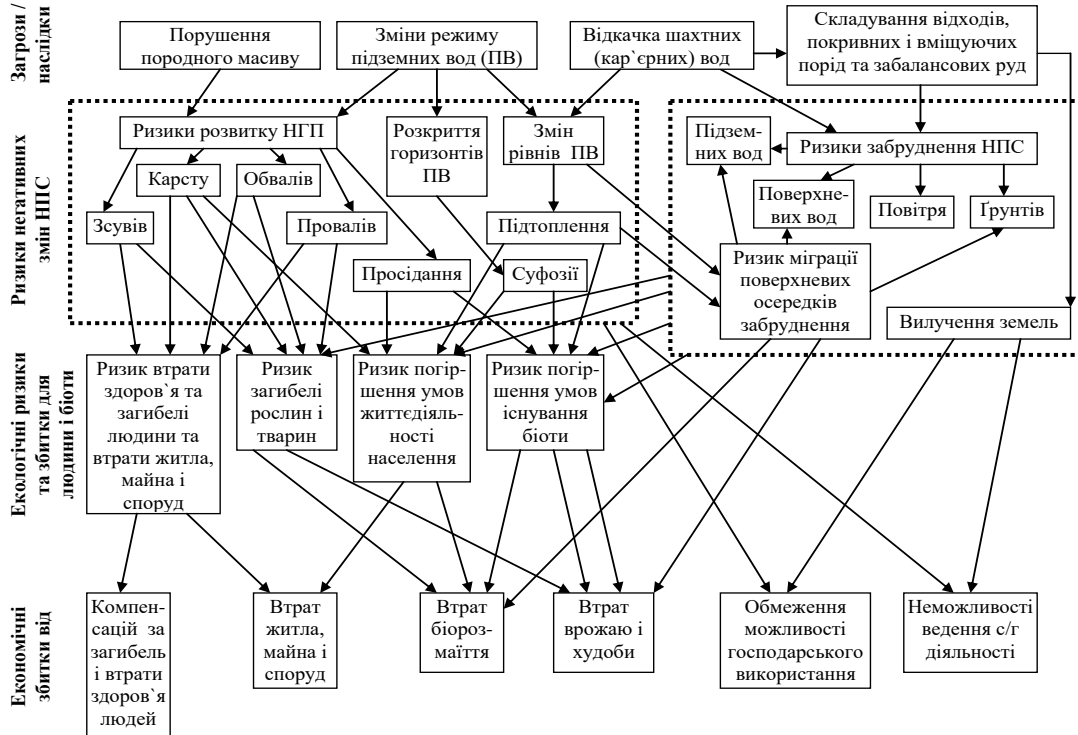 Загрози /
наслідки
Порушення
породного масиву
Зміни режиму
підземних вод (ПВ)
Відкачка шахтних
(кар`єрних) вод
Складування відходів,
покривних і вміщуючих
порід та забалансових руд
Ризики негативних
змін НПС
Ризики розвитку НГП
Карсту
Обвалів
Зсувів
Провалів
Просідання
Розкриття
горизонтів
ПВ
Змін
рівнів ПВ
Підтоплення
Суфозії
Підзем-
них вод
Ризики забруднення НПС
Поверхне-
вих вод
Повітря
Ґрунтів
Ризик міграції
поверхневих
осередків
забруднення
Вилучення земель
Екологічні ризики
та збитки для
людини і біоти
Ризик втрати
здоров`я та
загибелі
людини та
втрати житла,
майна і
споруд
Ризик
загибелі
рослин і
тварин
Ризик погір-
шення умов
життєдіяль-
ності
населення
Ризик погір-
шення умов
існування
біоти
Економічні
збитки від
Компен-
сацій за
загибель
і втрати
здоров`я
людей
Втрат
житла,
майна і
споруд
Втрат
біороз-
маїття
Втрат
врожаю і
худоби
Обмеження
можливості
господарського
використання
Неможливості
ведення с/г
діяльності